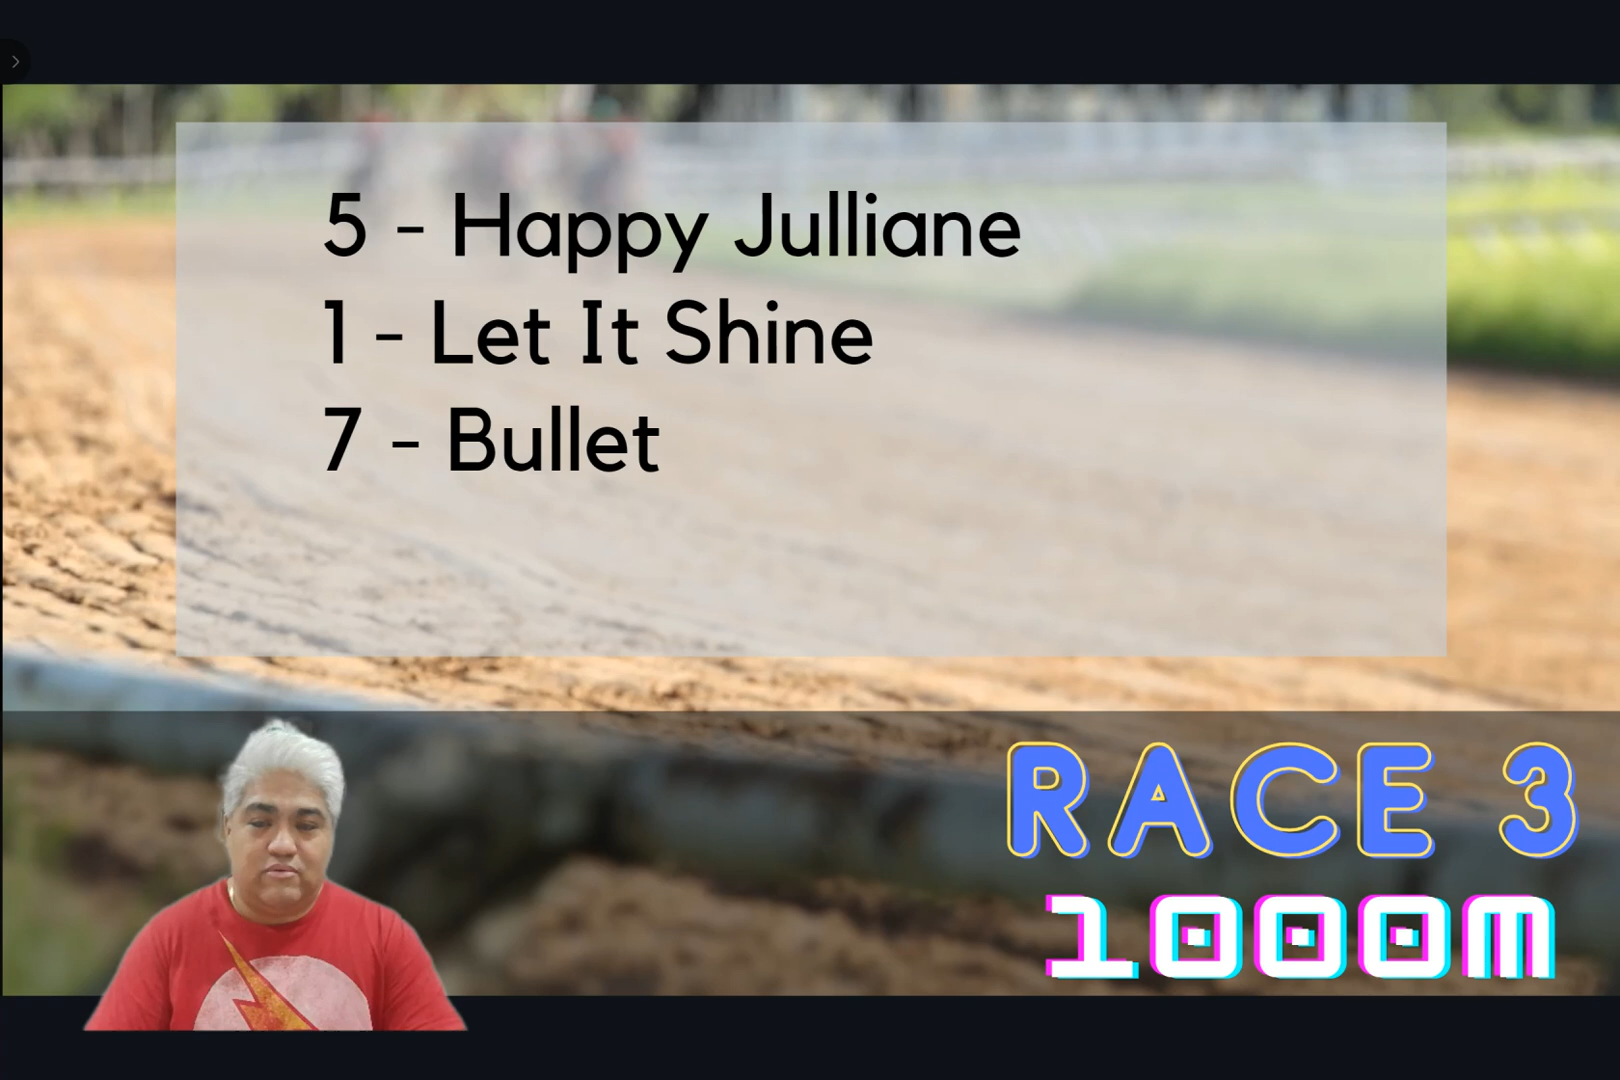 5 - Happy Julliane
1 - Let It Shine
7 - Bullet
RACE 3
1000M